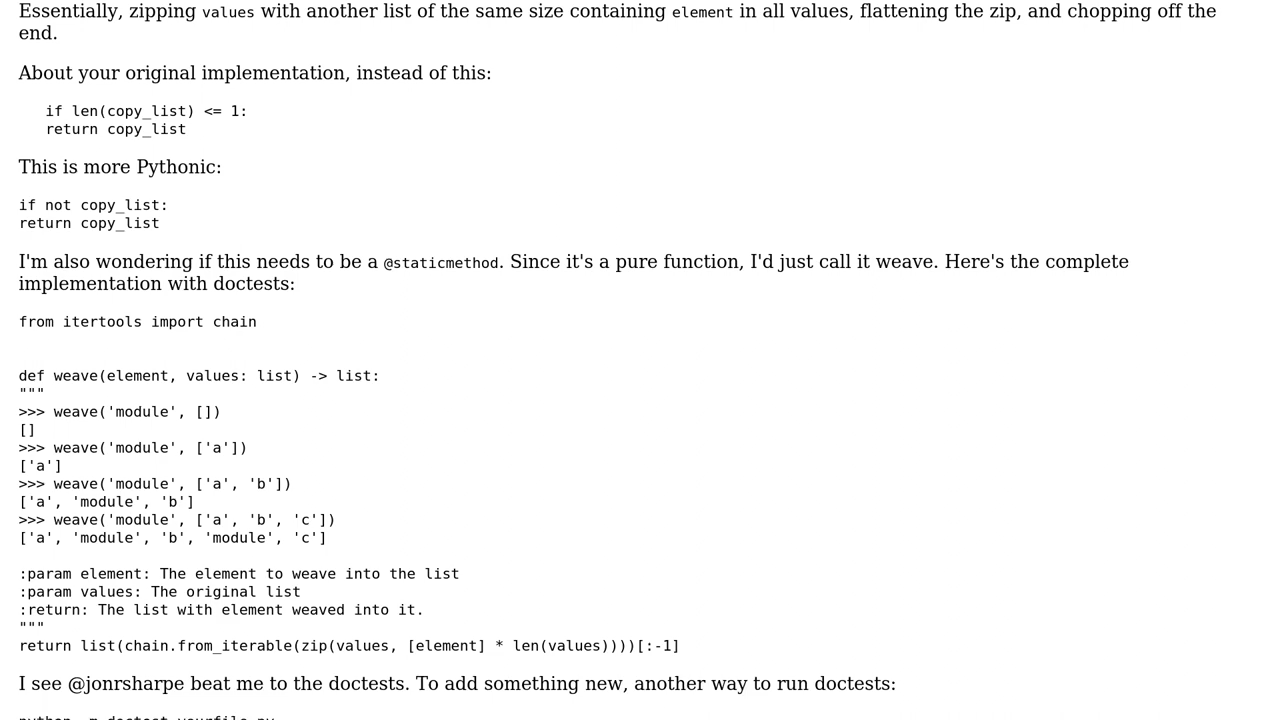 Essentially, zipping values with another list of the same size containing element in all values, flattening the zip, and chopping off the
end.
About your original implementation, instead of this:
if len(copy_list) <= 1:
return copy_list
This is more Pythonic:
if not copy_list:
return copy_list
I'm also wondering if this needs to be a @staticmethod. Since it's a pure function, I'd just call it weave. Here's the complete
implementation with doctests:
from itertools import chain
def weave(element, values: list) -> list:
"""
>>> weave('module', [])
[]
>>> weave('module', ['a'])
['a']
>>> weave('module', ['a', 'b'])
['a', 'module', 'b']
>>> weave('module', ['a', 'b', 'c'])
['a', 'module', 'b', 'module', 'c']
:param element: The element to weave into the list
:param values: The original list
:return: The list with element weaved into it.
"""
return list(chain.from_iterable(zip(values, [element] * len(values))))[:-1]
I see @jonrsharpe beat me to the doctests. To add something new, another way to run doctests:
python -m doctest yourfile.py